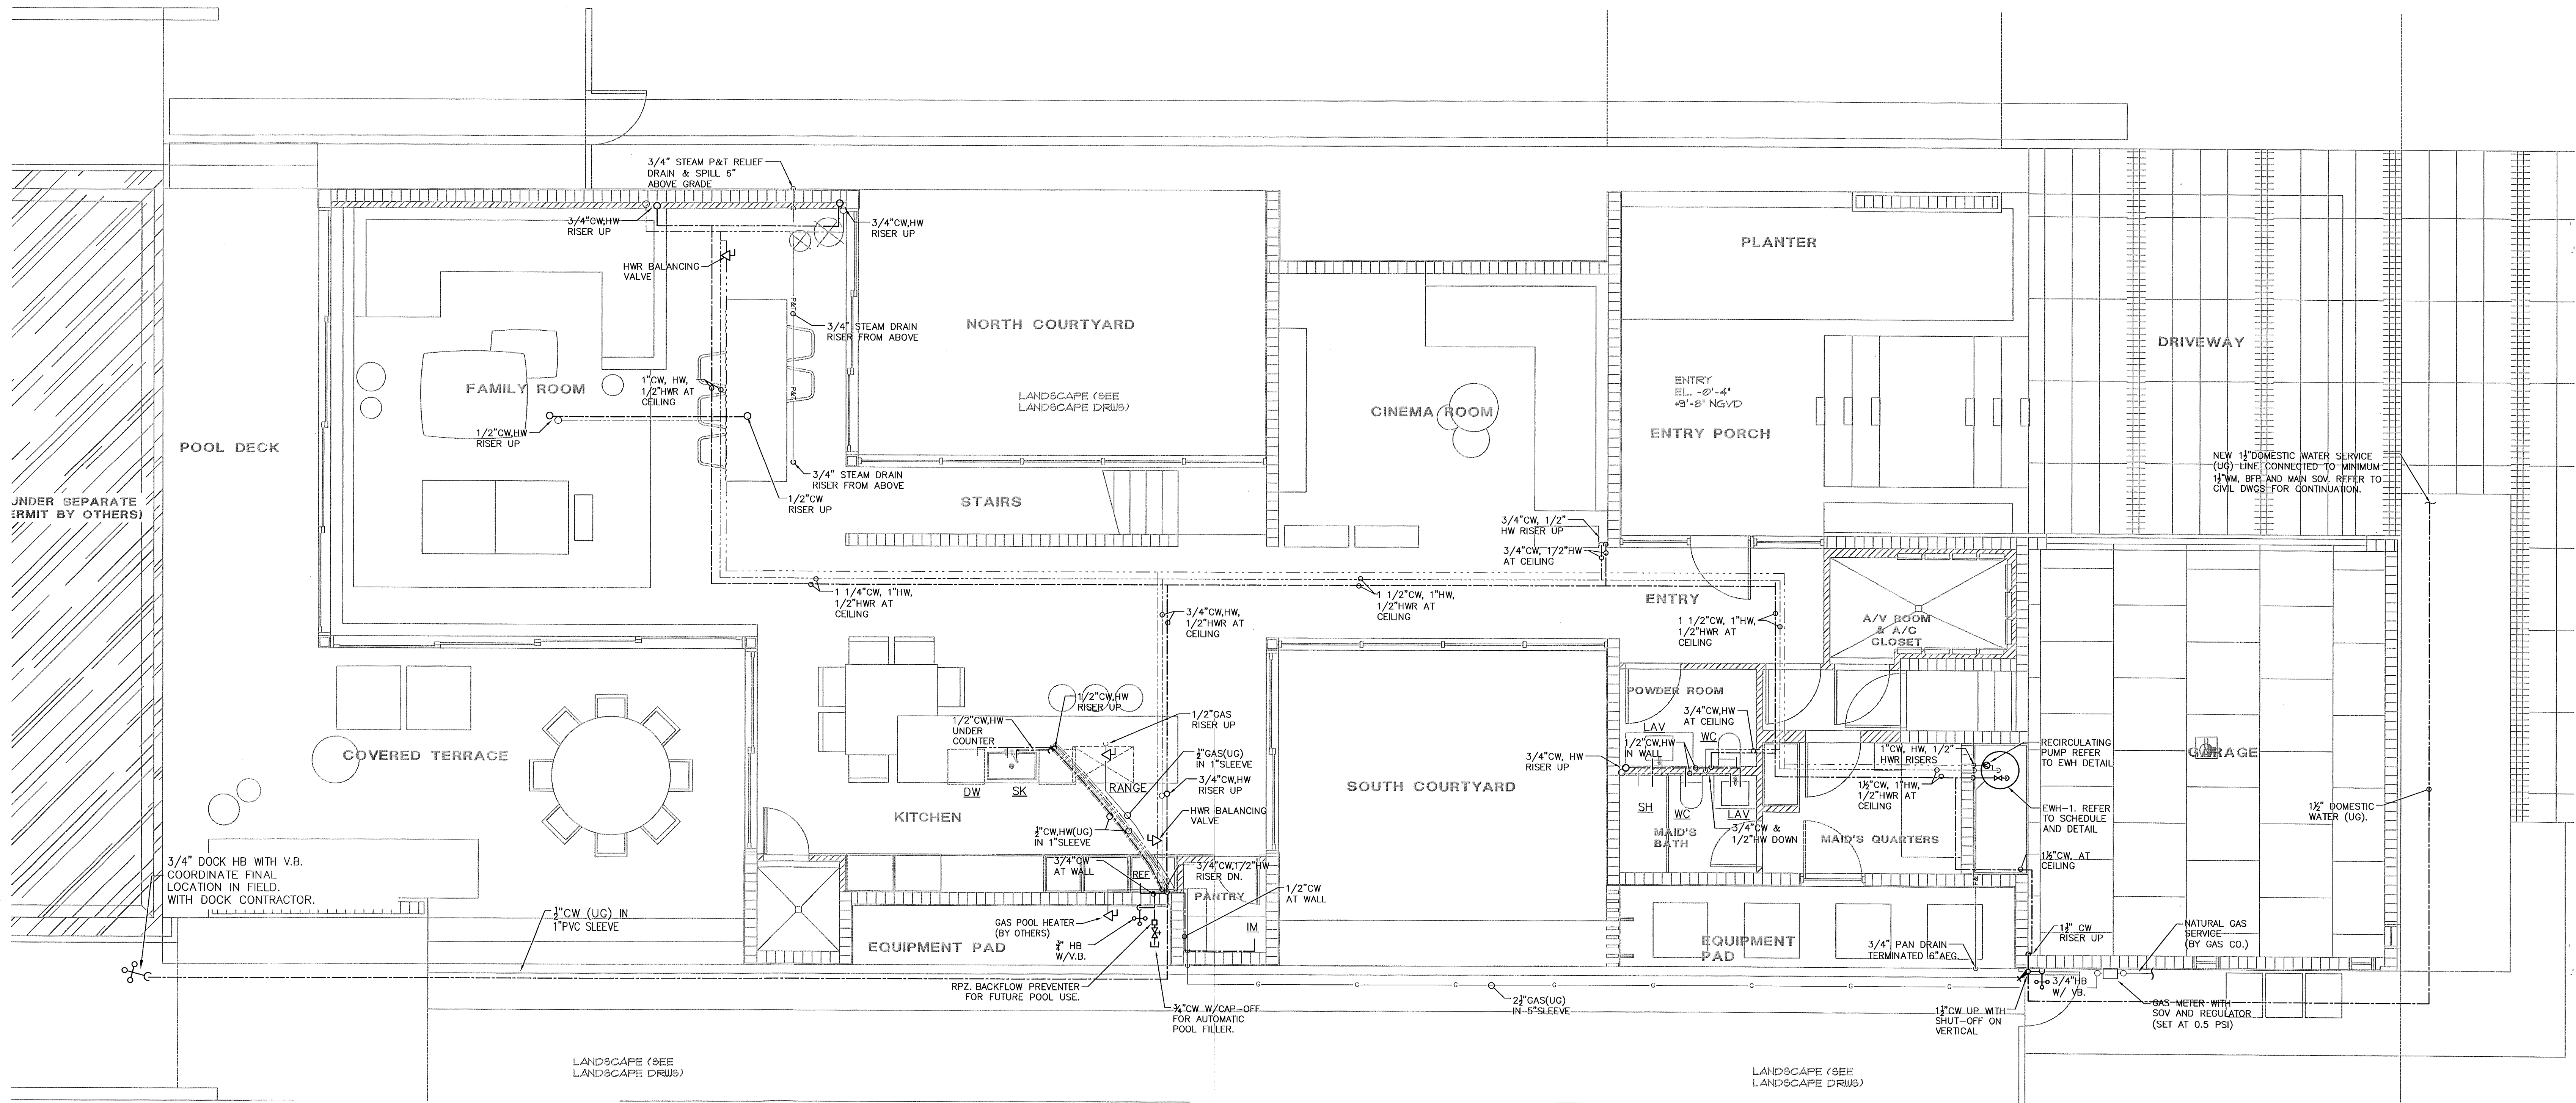 3/4" STEAM P&T RELIEF
DRAIN & SPILL 6"
ABOVE GRADE
3/4"CW,HW
RISER UP
3/4"CW,HW
RISER UP
HWR BALANCING
VALVE
P&T
3/4" STEAM DRAIN
RISER FROM ABOVE
P&T
NORTH COURTYARD
LANDSCAPE (SEE
LANDSCAPE DRWS)
FAMILY ROOM
1"CW, HW,
1/2"HWR AT
CEILING
1/2"CW,HW
RISER UP
POOL DECK
UNDER SEPARATE
ERMIT BY OTHERS)
3/4" STEAM DRAIN
RISER FROM ABOVE
1/2"CW
RISER UP
STAIRS
CINEMA ROOM
PLANTER
ENTRY
EL. -0'-4"
+9'-8" NGVD
ENTRY PORCH
DRIVEWAY
NEW 1½"DOMESTIC WATER SERVICE
(UG) LINE CONNECTED TO MINIMUM
1½"WM, BFP AND MAIN SOV. REFER TO
CIVIL DWGS FOR CONTINUATION.
3/4"CW, 1/2"
HW RISER UP
3/4"CW, 1/2"HW
AT CEILING
1 1/4"CW, 1"HW,
1/2"HWR AT
CEILING
3/4"CW,HW,
1/2"HWR AT
CEILING
1 1/2"CW, 1"HW,
1/2"HWR AT
CEILING
ENTRY
1 1/2"CW, 1"HW,
1/2"HWR AT
CEILING
A/V ROOM
& A/C
CLOSET
COVERED TERRACE
1/2"CW,HW
RISER UP
1/2"CW,HW
UNDER
COUNTER
1/2"GAS
RISER UP
½"GAS(UG)
IN 1"SLEEVE
3/4"CW,HW
RISER UP
HWR BALANCING
VALVE
DW
SK
RANGE
KITCHEN
½"CW,HW(UG)
IN 1"SLEEVE
3/4"CW
AT WALL
REF
3/4"CW,1/2"HW
RISER DN.
PANTRY
1/2"CW
AT WALL
IM
SOUTH COURTYARD
POWDER ROOM
3/4"CW,HW
AT CEILING
LAV
WC
1/2"CW,HW
IN WALL
3/4"CW, HW
RISER UP
SH
WC
LAV
MAID'S
BATH
3/4"CW &
1/2"HW DOWN
MAID'S QUARTERS
1"CW, HW, 1/2"
HWR RISERS
1½"CW, 1"HW,
1/2"HWR AT
CEILING
RECIRCULATING
PUMP REFER
TO EWH DETAIL
GARAGE
EWH-1. REFER
TO SCHEDULE
AND DETAIL
1½"CW, AT
CEILING
P&T
1½" DOMESTIC
WATER (UG).
3/4" DOCK HB WITH V.B.
COORDINATE FINAL
LOCATION IN FIELD.
WITH DOCK CONTRACTOR.
½"CW (UG) IN
1"PVC SLEEVE
GAS POOL HEATER
(BY OTHERS)
EQUIPMENT PAD
¾" HB
W/V.B.
RPZ. BACKFLOW PREVENTER
FOR FUTURE POOL USE.
¾"CW W/CAP-OFF
FOR AUTOMATIC
POOL FILLER.
G G G G G G G G
2½"GAS(UG)
IN 5"SLEEVE
EQUIPMENT
PAD
3/4" PAN DRAIN
TERMINATED 6"AFG.
1½" CW
RISER UP
NATURAL GAS
SERVICE
(BY GAS CO.)
3/4"HB
W/ VB.
1½"CW UP WITH
SHUT-OFF ON
VERTICAL
GAS METER WITH
SOV AND REGULATOR
(SET AT 0.5 PSI)
LANDSCAPE (SEE
LANDSCAPE DRWS)
LANDSCAPE (SEE
LANDSCAPE DRWS)